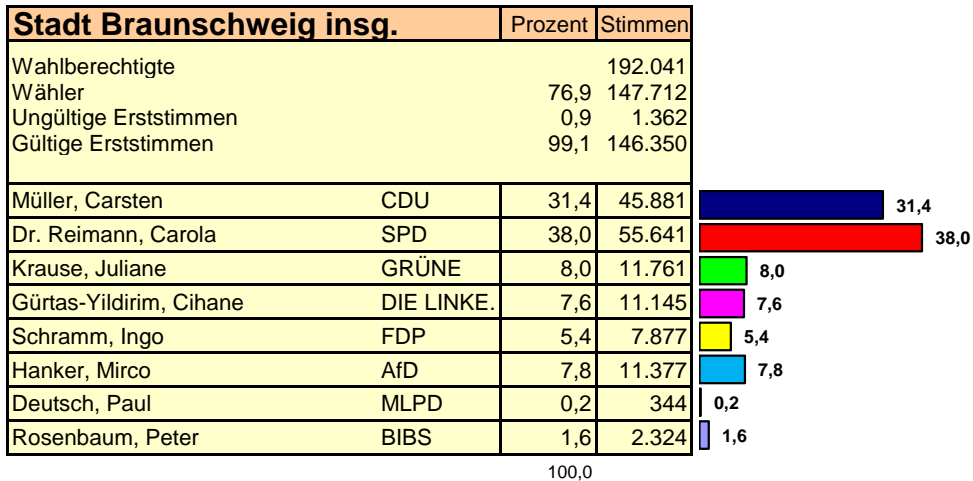 Stadt Braunschweig insg. Prozent Stimmen
Wahlberechtigte 192.041
Wähler 76,9 147.712
Ungültige Erststimmen 0,9 1.362
Gültige Erststimmen 99,1 146.350
Müller, Carsten CDU 31,4 45.881 31,4
Dr. Reimann, Carola SPD 38,0 55.641 38,0
Krause, Juliane GRÜNE 8,0 11.761 8,0
Gürtas-Yildirim, Cihane DIE LINKE. 7,6 11.145 7,6
Schramm, Ingo FDP 5,4 7.877 5,4
Hanker, Mirco AfD 7,8 11.377 7,8
Deutsch, Paul MLPD 0,2 344 0,2
Rosenbaum, Peter BIBS 1,6 2.324 1,6
100,0